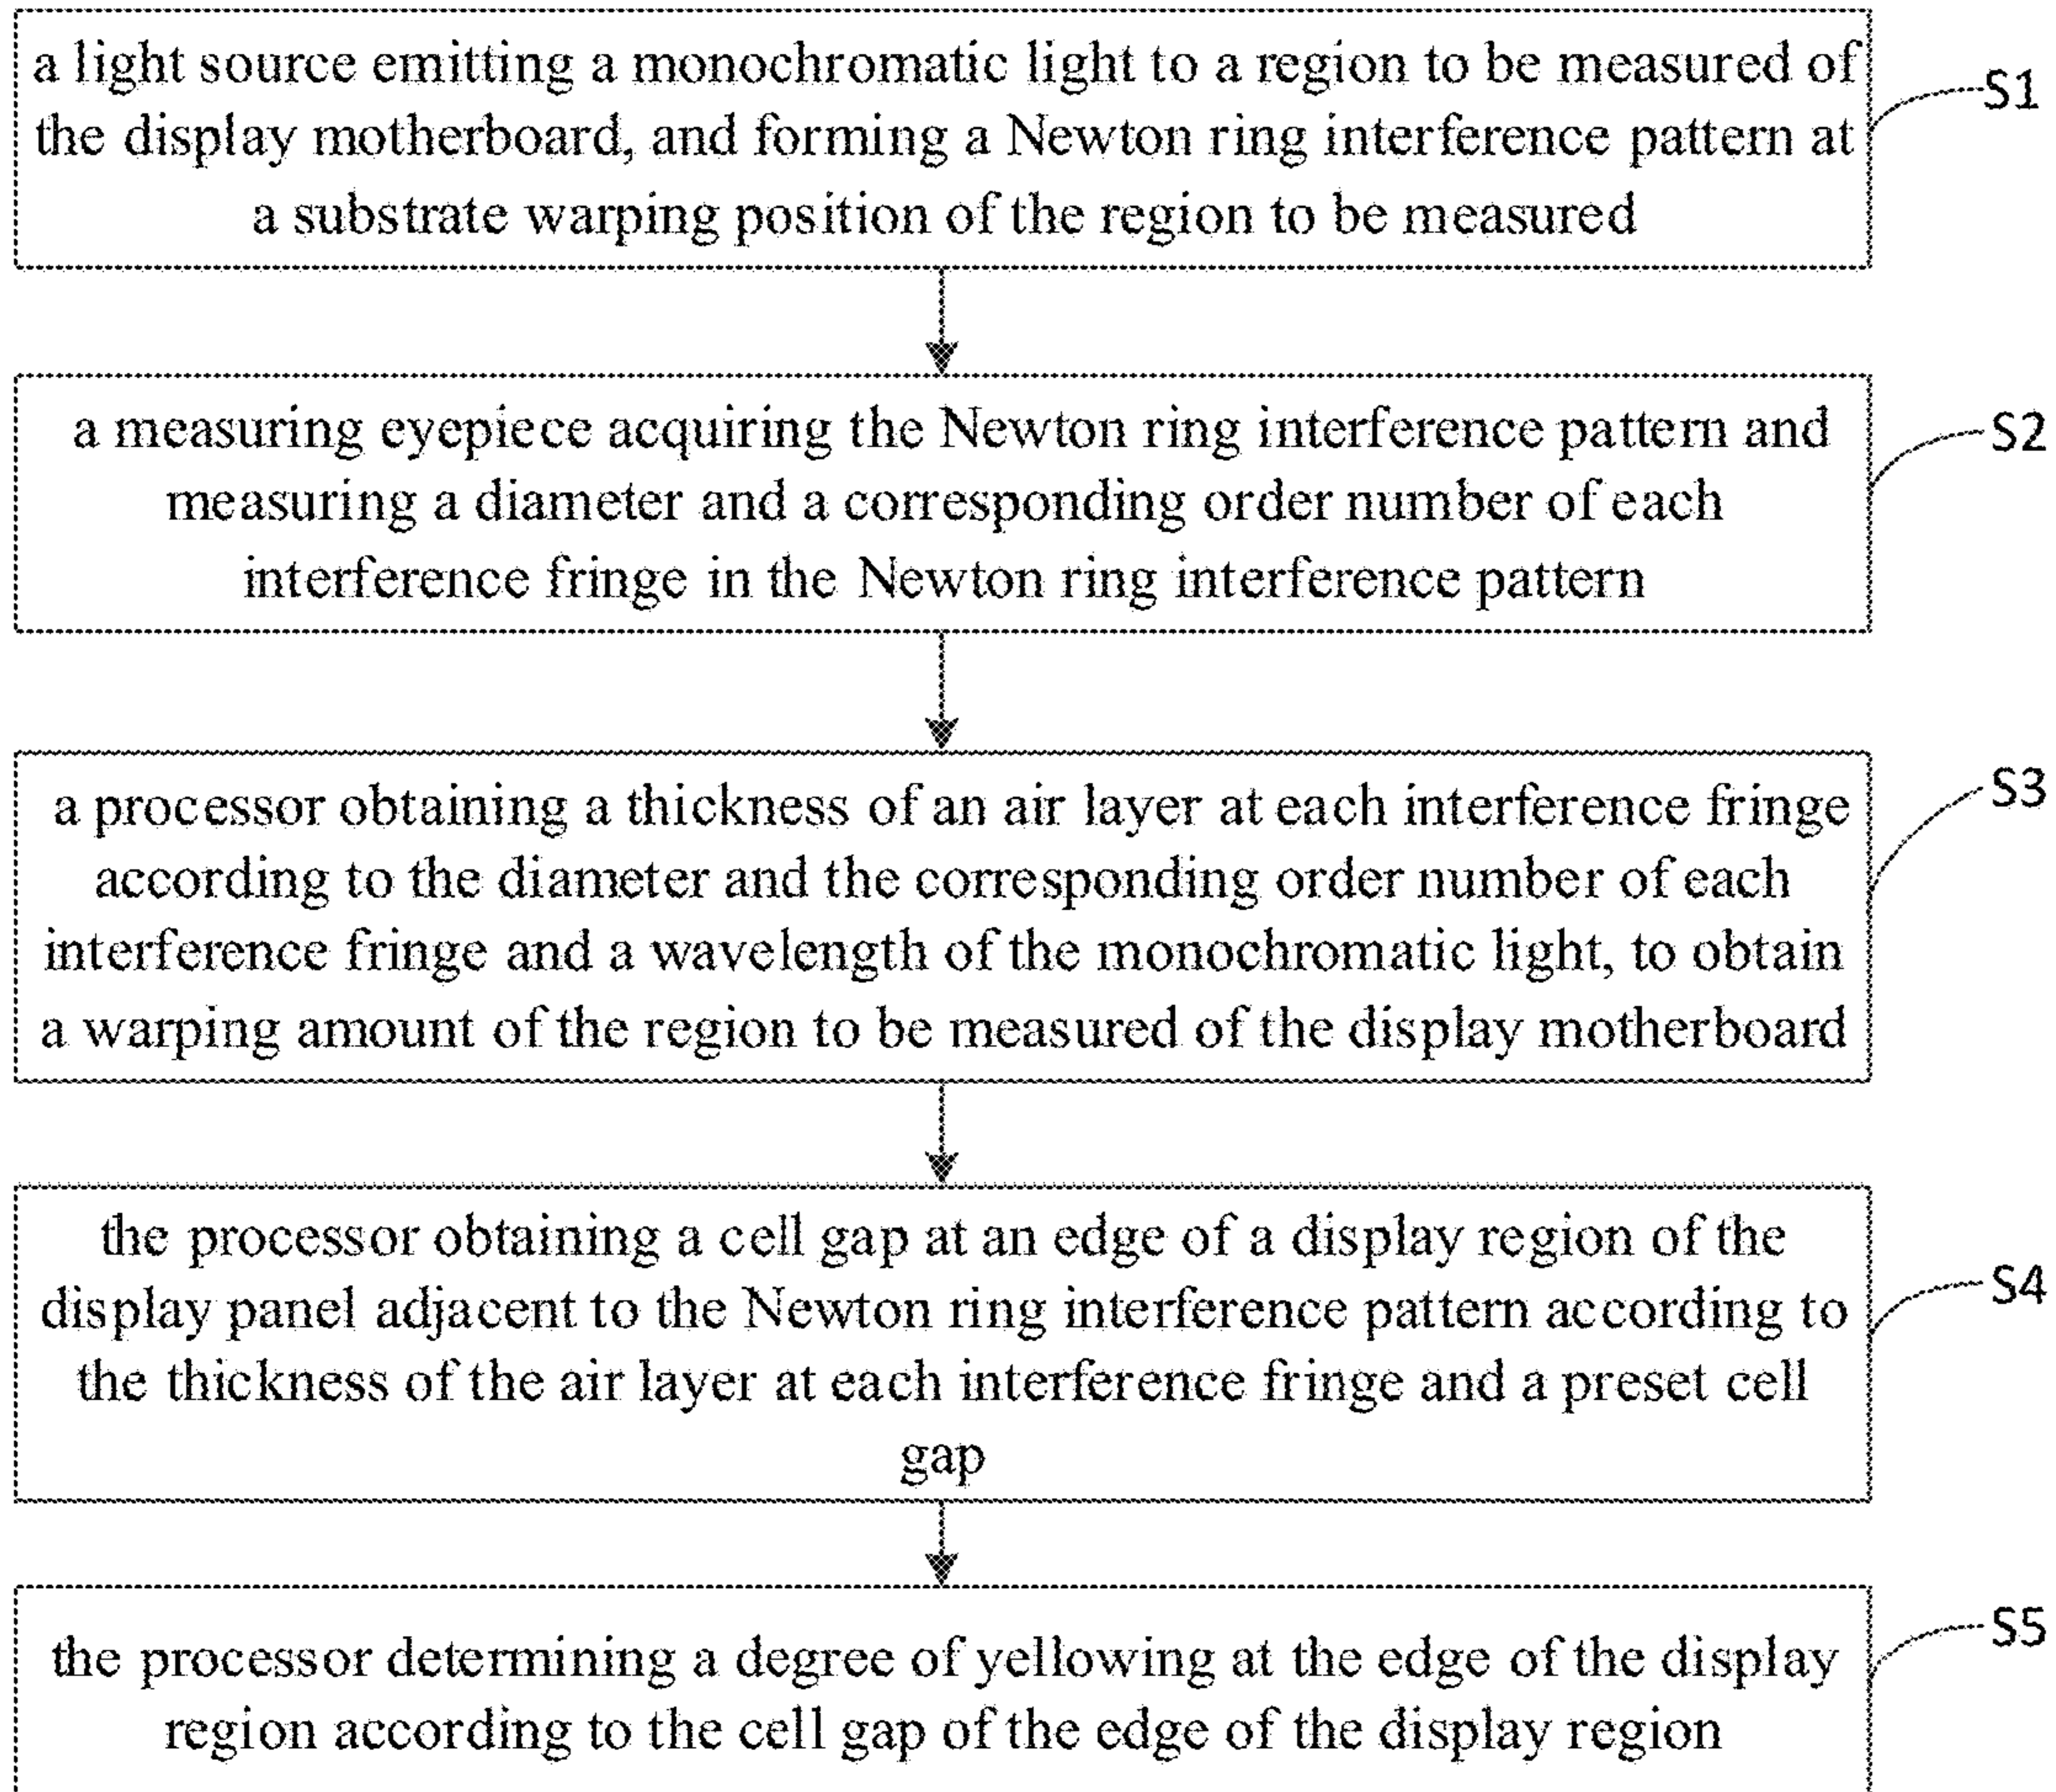 a light source emitting a monochromatic light to a region to be measured of
the display motherboard, and forming a Newton ring interference pattern at
a substrate warping position of the region to be measured
S1
a measuring eyepiece acquiring the Newton ring interference pattern and
measuring a diameter and a corresponding order number of each
interference fringe in the Newton ring interference pattern
S2
a processor obtaining a thickness of an air layer at each interference fringe
according to the diameter and the corresponding order number of each
interference fringe and a wavelength of the monochromatic light, to obtain
a warping amount of the region to be measured of the display motherboard
S3
the processor obtaining a cell gap at an edge of a display region of the
display panel adjacent to the Newton ring interference pattern according to
the thickness of the air layer at each interference fringe and a preset cell
gap
S4
the processor determining a degree of yellowing at the edge of the display
region according to the cell gap of the edge of the display region
S5